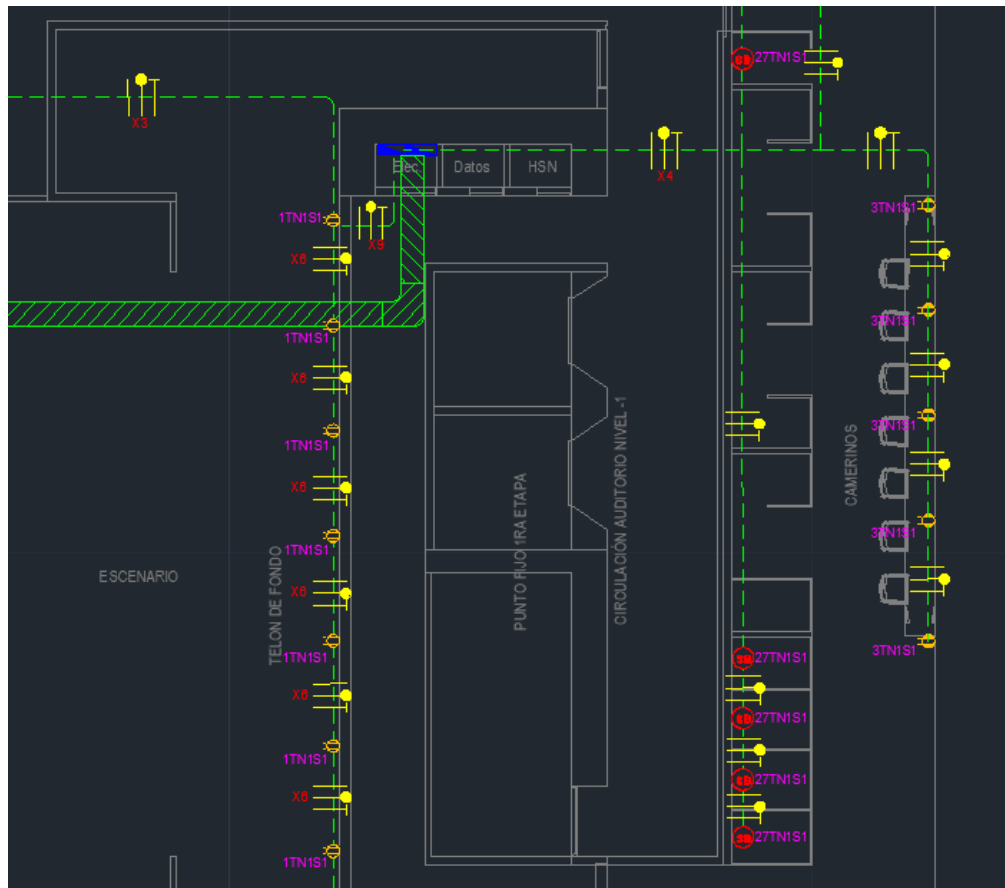 27TN1S1
X3
X4
Elec.
Datos
HSN
1TN1S1
3TN1S1
X9
X6
1TN1S1
3TN1S1
X6
1TN1S1
3TN1S1
X6
CAMERINOS
CIRCULACIÓN AUDITORIO NIVEL -1
PUNTO FIJO 1RA ETAPA
1TN1S1
3TN1S1
ESCENARIO
TELON DE FONDO
X6
1TN1S1
3TN1S1
27TN1S1
X6
27TN1S1
1TN1S1
27TN1S1
X6
27TN1S1
1TN1S1